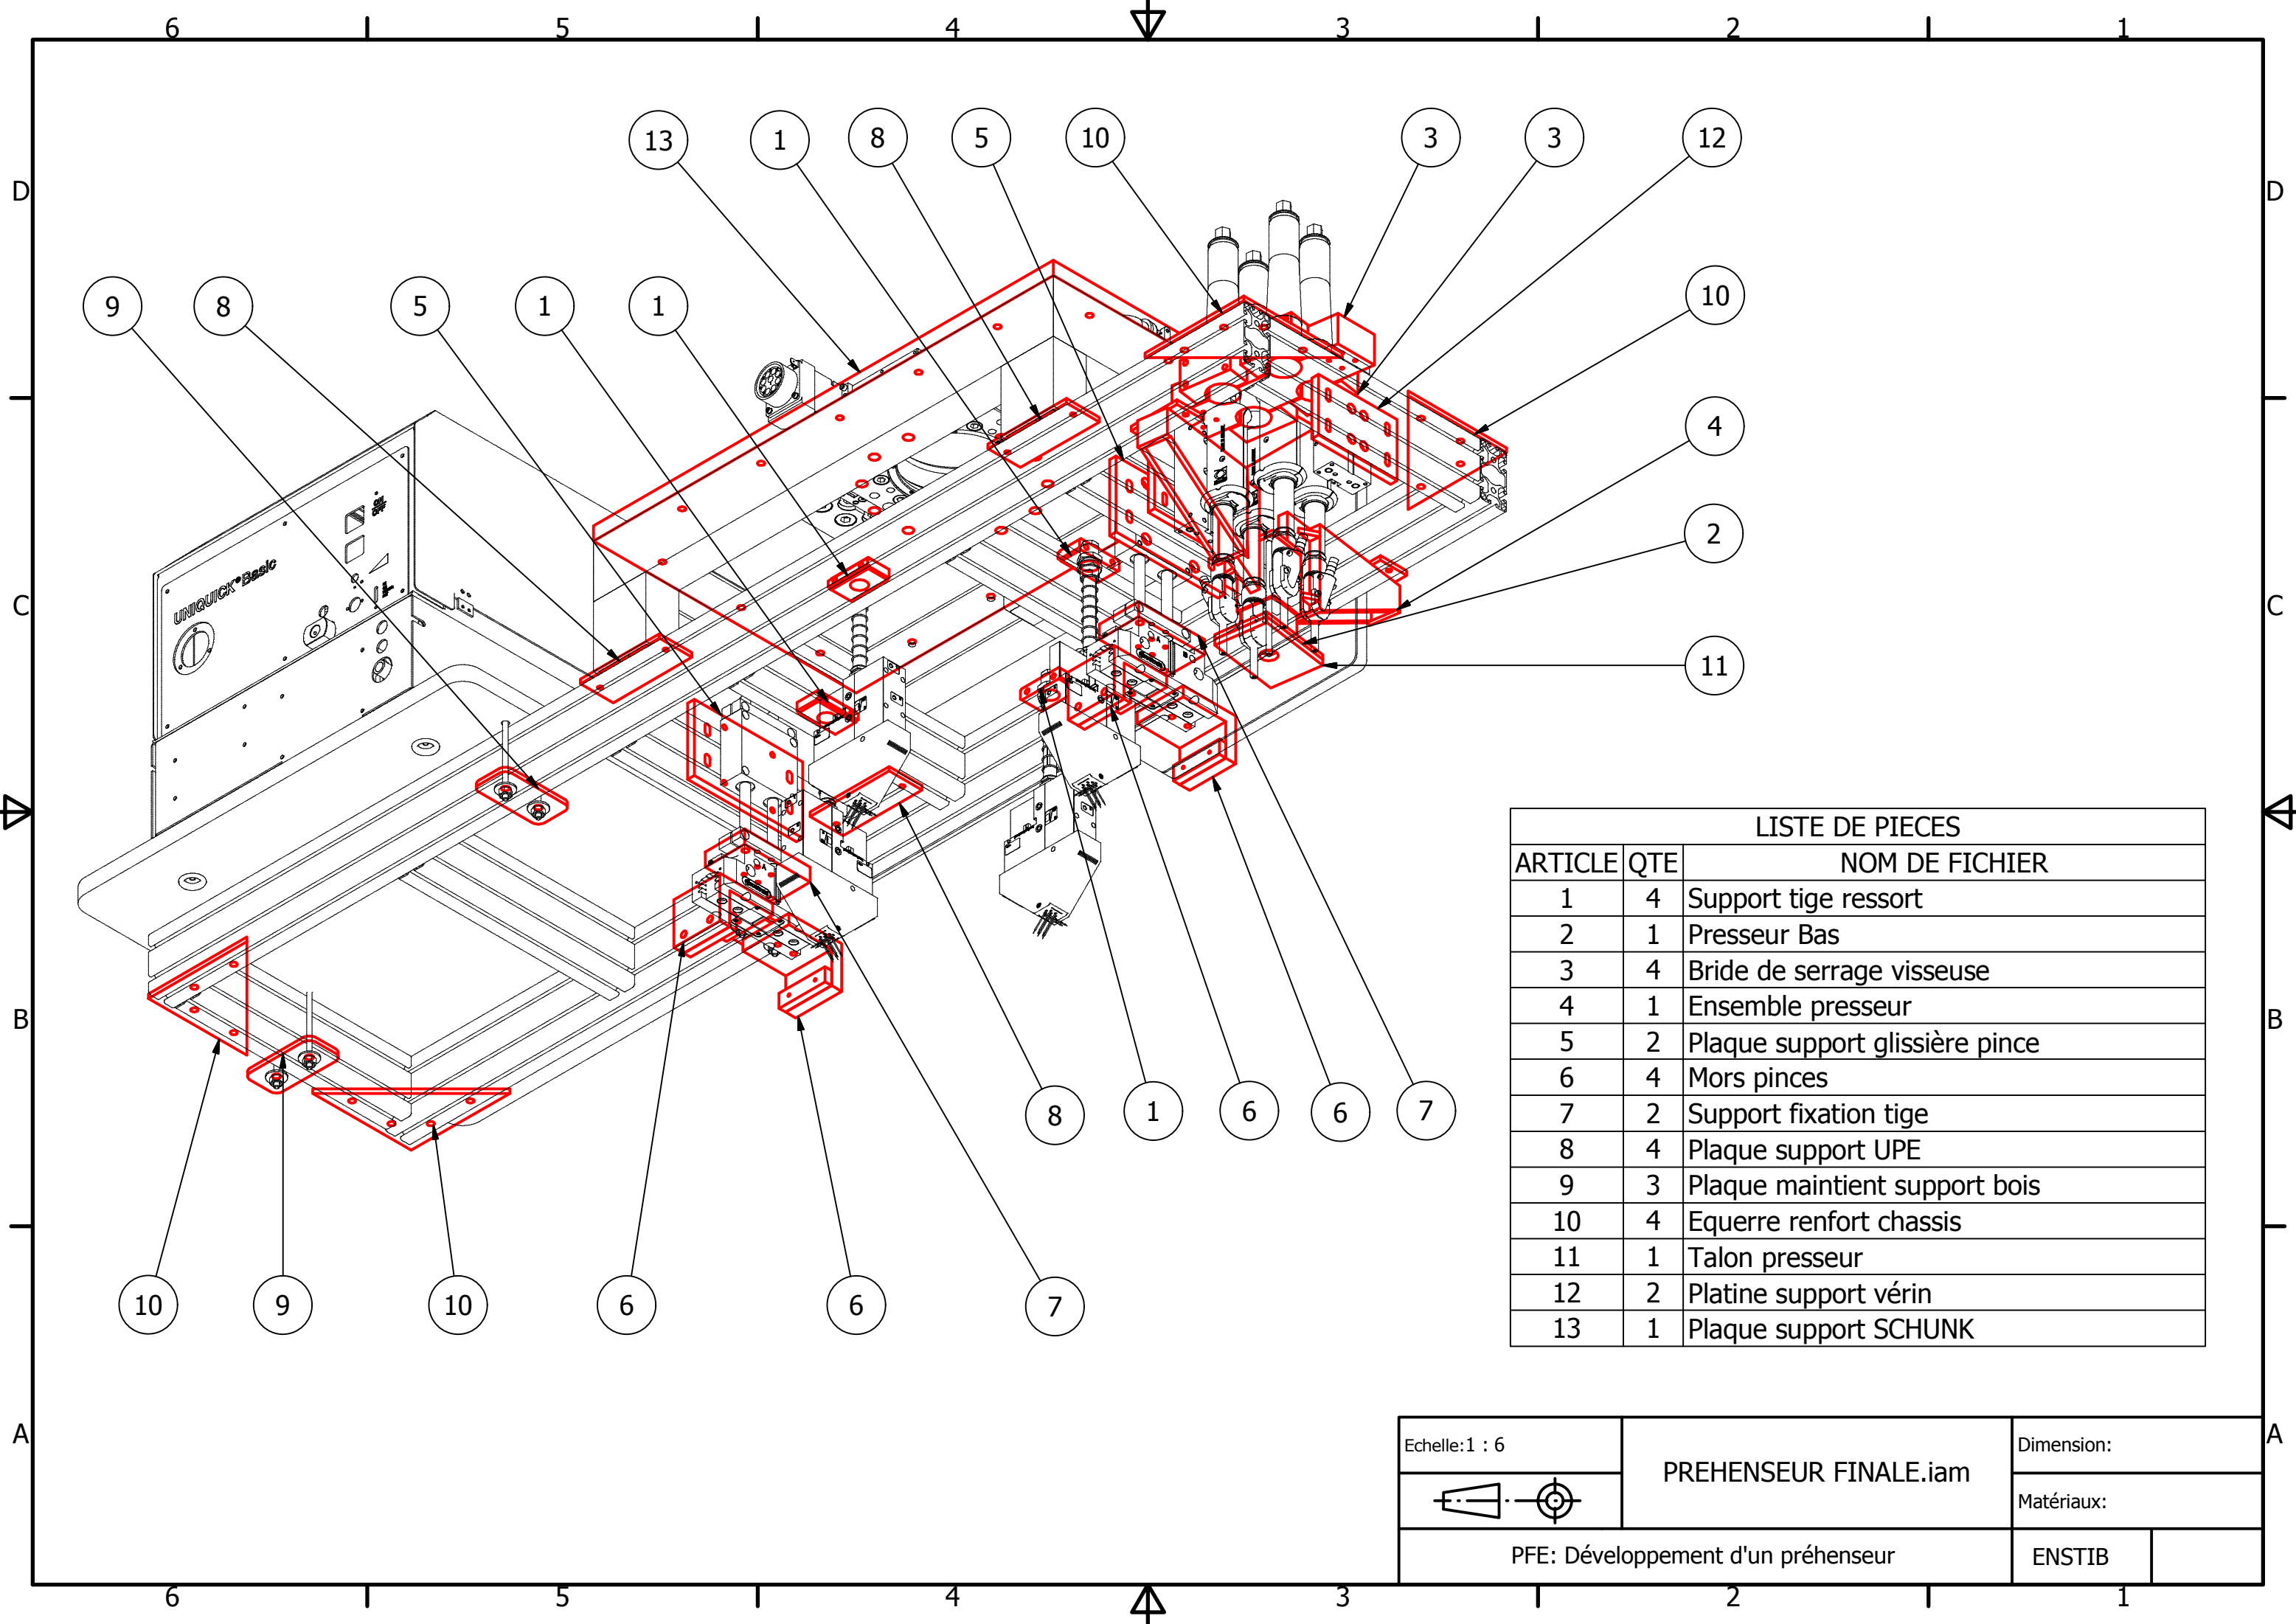 6 5 4 3 2 1
13 1 8 5 10 3 3 12
D D
9 8 5 1 1 10
4
UNIQUICK® Basic
2
C C
11
LISTE DE PIECES
ARTICLE QTE NOM DE FICHIER
1 4 Support tige ressort
2 1 Presseur Bas
3 4 Bride de serrage visseuse
4 1 Ensemble presseur
5 2 Plaque support glissière pince
6 4 Mors pinces
7 2 Support fixation tige
8 4 Plaque support UPE
9 3 Plaque maintient support bois
10 4 Equerre renfort chassis
11 1 Talon presseur
12 2 Platine support vérin
13 1 Plaque support SCHUNK
B B
8 1 6 6 7
10 9 10 6 6 7
A A
Echelle:1 : 6
PREHENSEUR FINALE.iam
Dimension:
Matériaux:
PFE: Développement d'un préhenseur
ENSTIB
6 5 4 3 2 1